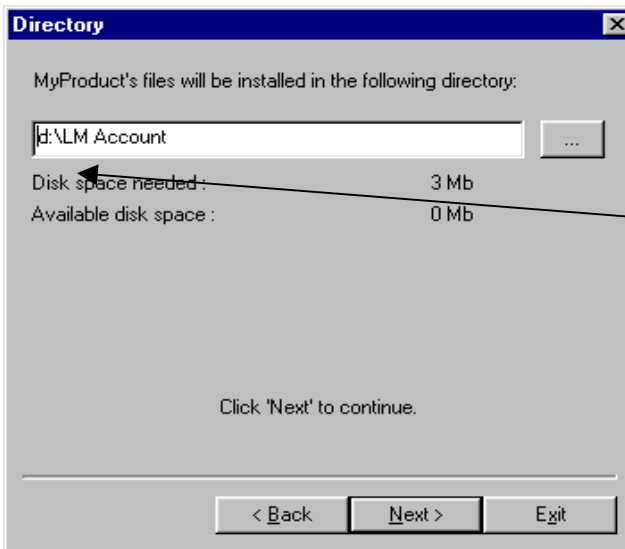 Directory
MyProduct's files will be installed in the following directory:
d:\LM Account
...
Disk space needed : 3 Mb
Available disk space : 0 Mb
Click 'Next' to continue.
< Back Next > Exit